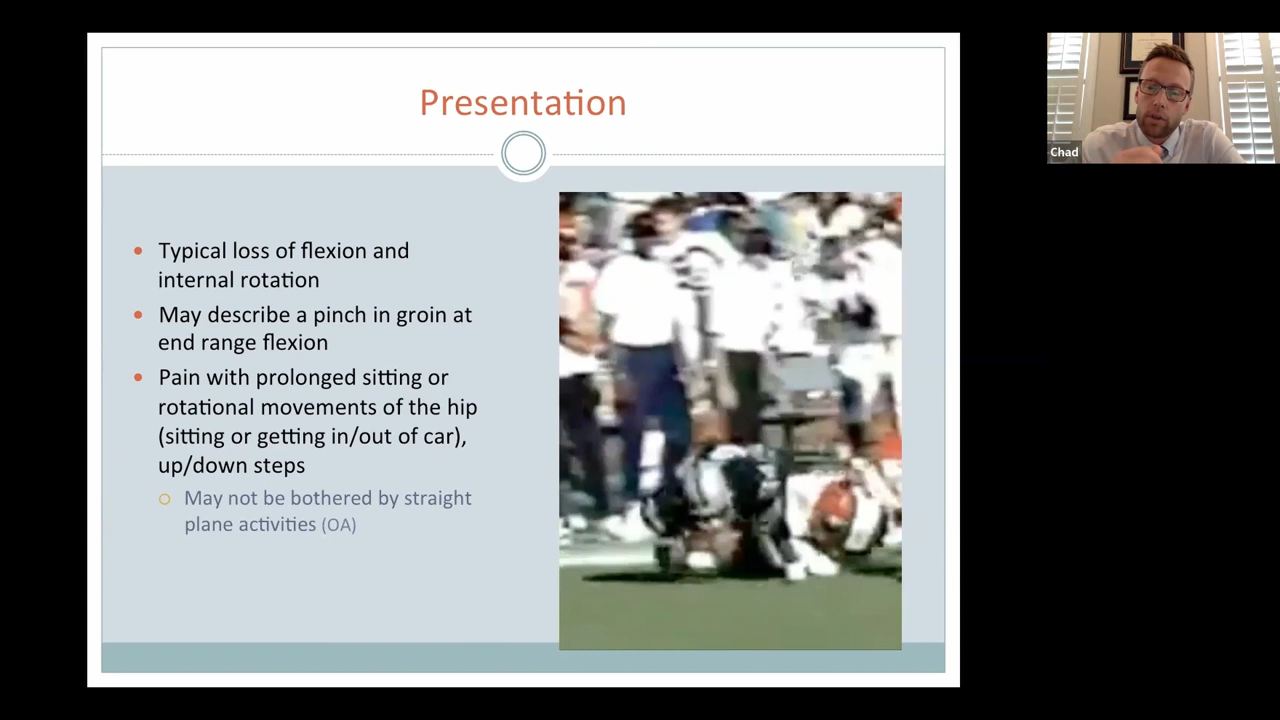 Presentation
Typical loss of flexion and
internal rotation
May describe a pinch in groin at
end range flexion
Pain with prolonged sitting or
rotational movements of the hip
(sitting or getting in/out of car),
up/down steps
May not be bothered by straight
plane activities (OA)
Chad